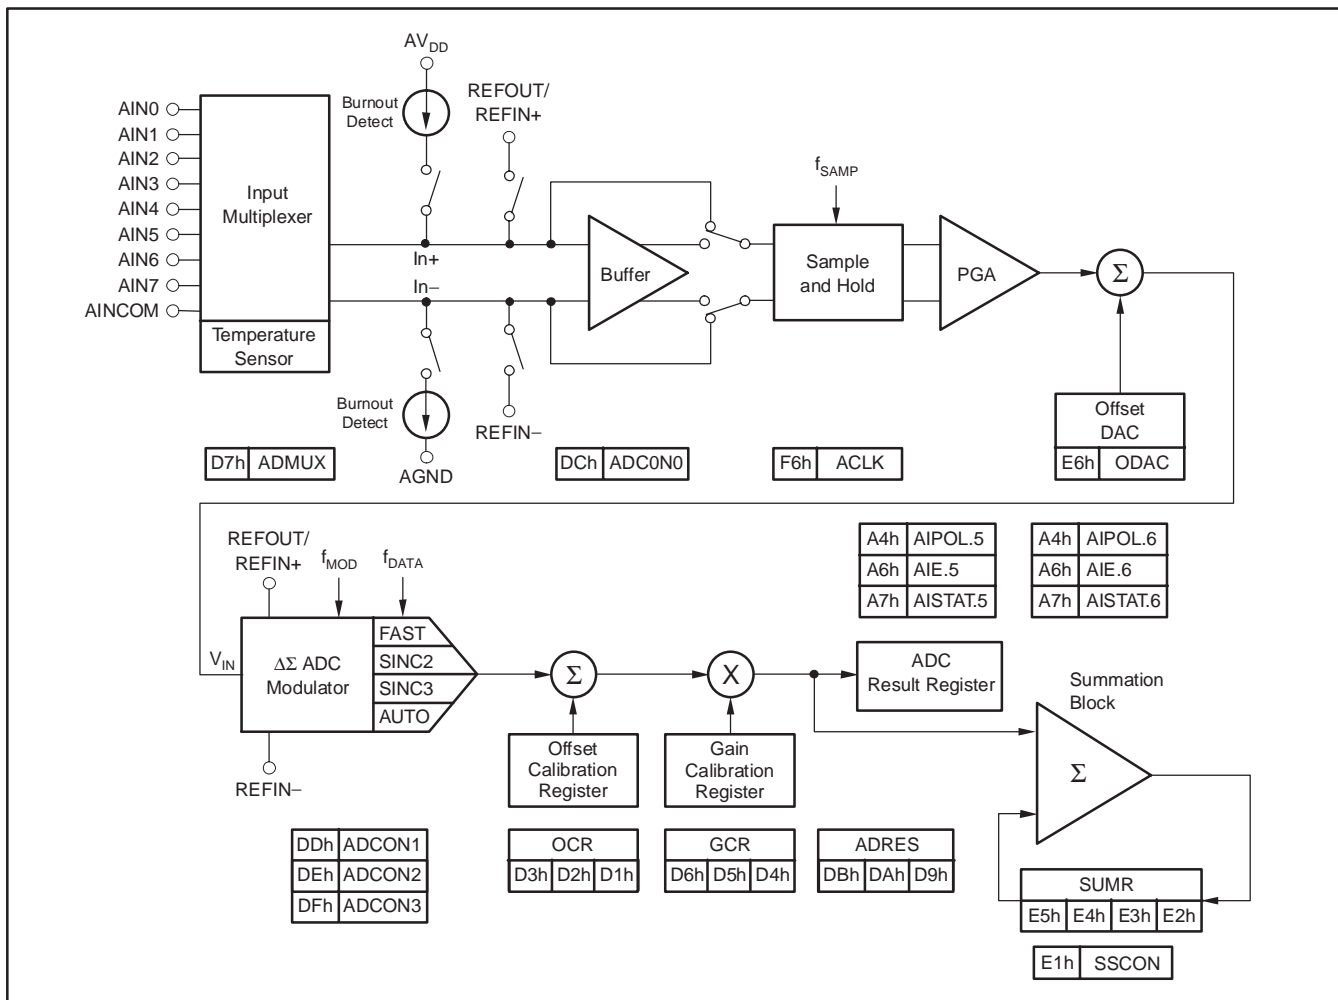 AVDD
Burnout
Detect
REFOUT/
REFIN+
AIN0
AIN1
AIN2
AIN3
AIN4
AIN5
AIN6
AIN7
AINCOM
Input
Multiplexer
Temperature
Sensor
In+
In−
Buffer
fSAMP
Sample
and Hold
PGA
Σ
Offset
DAC
E6h ODAC
Burnout
Detect
AGND
REFIN−
D7h ADMUX
DCh ADC0N0
F6h ACLK
REFOUT/
REFIN+
fMOD
fDATA
VIN
ΔΣ ADC
Modulator
FAST
SINC2
SINC3
AUTO
REFIN−
Σ
X
Offset
Calibration
Register
Gain
Calibration
Register
A4h AIPOL.5
A6h AIE.5
A7h AISTAT.5
A4h AIPOL.6
A6h AIE.6
A7h AISTAT.6
ADC
Result Register
Summation
Block
Σ
DDh ADCON1
DEh ADCON2
DFh ADCON3
OCR
D3h D2h D1h
GCR
D6h D5h D4h
ADRES
DBh DAh D9h
SUMR
E5h E4h E3h E2h
E1h SSCON